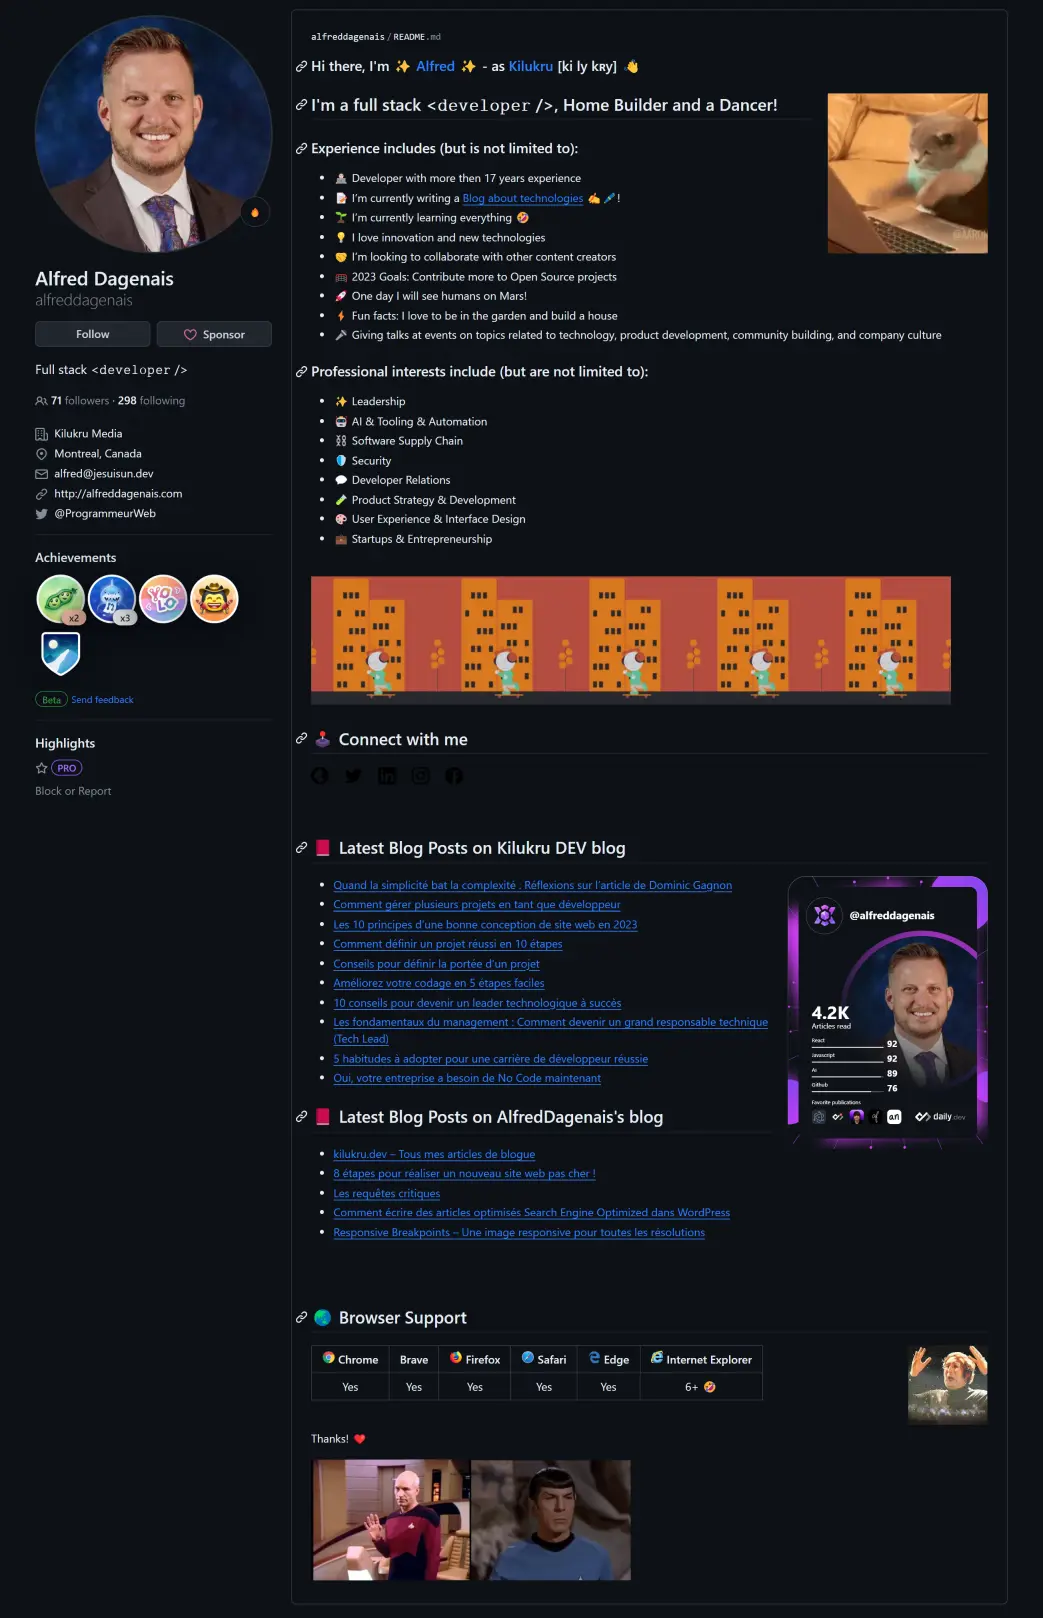 Alfred Dagenais
alfreddagenais
Follow
Sponsor
Full stack <developer />
71 followers · 298 following
Kilukru Media
Montreal, Canada
alfred@jesuisun.dev
http://alfreddagenais.com
@ProgrammeurWeb
Achievements
x2
x3
YOLO
Beta Send feedback
Highlights
PRO
Block or Report
alfreddagenais / README.md
Hi there, I'm ✨ Alfred ✨ - as Kilukru [ki ly kʀy] 👋
I'm a full stack <developer />, Home Builder and a Dancer!
Experience includes (but is not limited to):
Developer with more then 17 years experience
I'm currently writing a Blog about technologies ✍️ 🖋️ !
I'm currently learning everything 🤣
I love innovation and new technologies
I'm looking to collaborate with other content creators
2023 Goals: Contribute more to Open Source projects
One day I will see humans on Mars!
Fun facts: I love to be in the garden and build a house
Giving talks at events on topics related to technology, product development, community building, and company culture
Professional interests include (but are not limited to):
Leadership
AI & Tooling & Automation
Software Supply Chain
Security
Developer Relations
Product Strategy & Development
User Experience & Interface Design
Startups & Entrepreneurship
Connect with me
Latest Blog Posts on Kilukru DEV blog
Quand la simplicité bat la complexité . Réflexions sur l'article de Dominic Gagnon
Comment gérer plusieurs projets en tant que développeur
Les 10 principes d'une bonne conception de site web en 2023
Comment définir un projet réussi en 10 étapes
Conseils pour définir la portée d'un projet
Améliorez votre codage en 5 étapes faciles
10 conseils pour devenir un leader technologique à succès
Les fondamentaux du management : Comment devenir un grand responsable technique
(Tech Lead)
5 habitudes à adopter pour une carrière de développeur réussie
Oui, votre entreprise a besoin de No Code maintenant
@alfreddagenais
4.2K
Articles read
React 92
Javascript 92
Ai 89
Github 76
Favorite publications
an
daily.dev
Latest Blog Posts on AlfredDagenais's blog
kilukru.dev – Tous mes articles de blogue
8 étapes pour réaliser un nouveau site web pas cher !
Les requêtes critiques
Comment écrire des articles optimisés Search Engine Optimized dans WordPress
Responsive Breakpoints – Une image responsive pour toutes les résolutions
Browser Support
Chrome Brave Firefox Safari Edge Internet Explorer
Yes Yes Yes Yes Yes 6+ 🤣
Thanks! ❤️